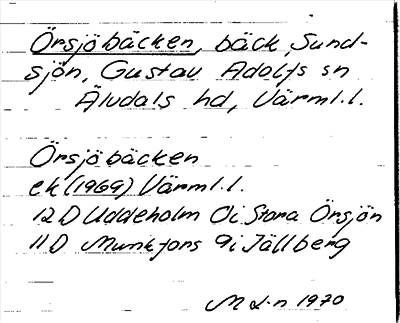 Örsjöbäcken, bäck, Sund-
sjön, Gustav Adolfs sn
Älvdals hd, Värml.l.
Örsjöbäcken
ek (1969) Värml.l.
12 D Uddeholm 0i Stora Örsjön
11 D Munkfors 9i Jällberg
M L-n 1970